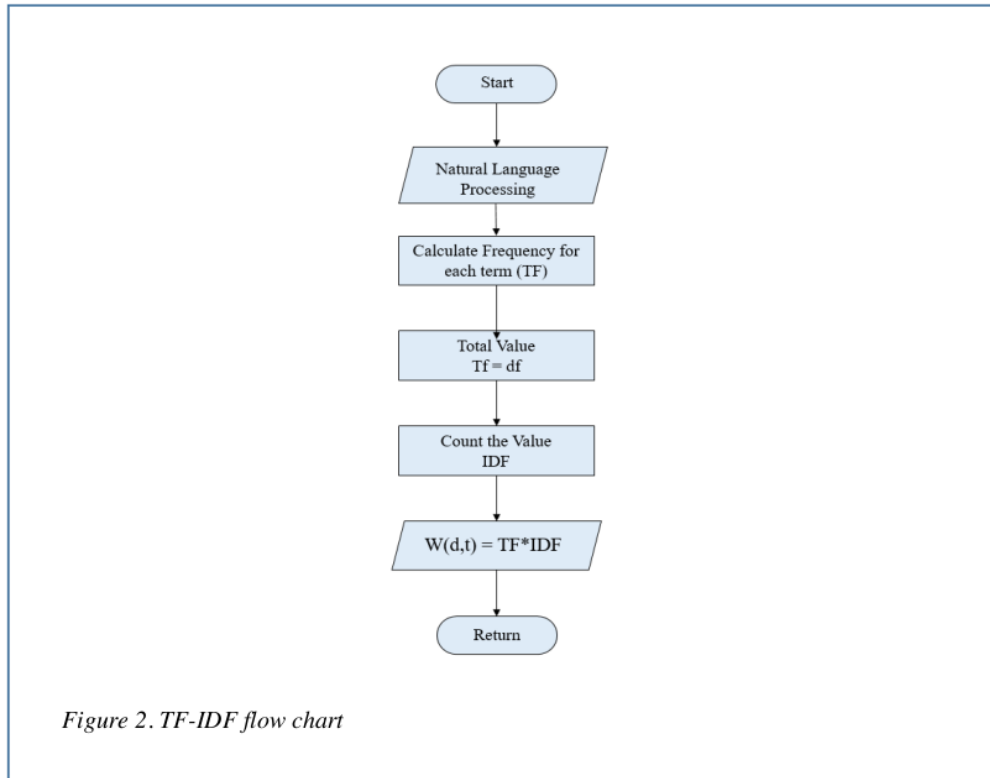 Start
Natural Language
Processing
Calculate Frequency for
each term (TF)
Total Value
Tf = df
Count the Value
IDF
W(d,t) = TF*IDF
Return
Figure 2. TF-IDF flow chart